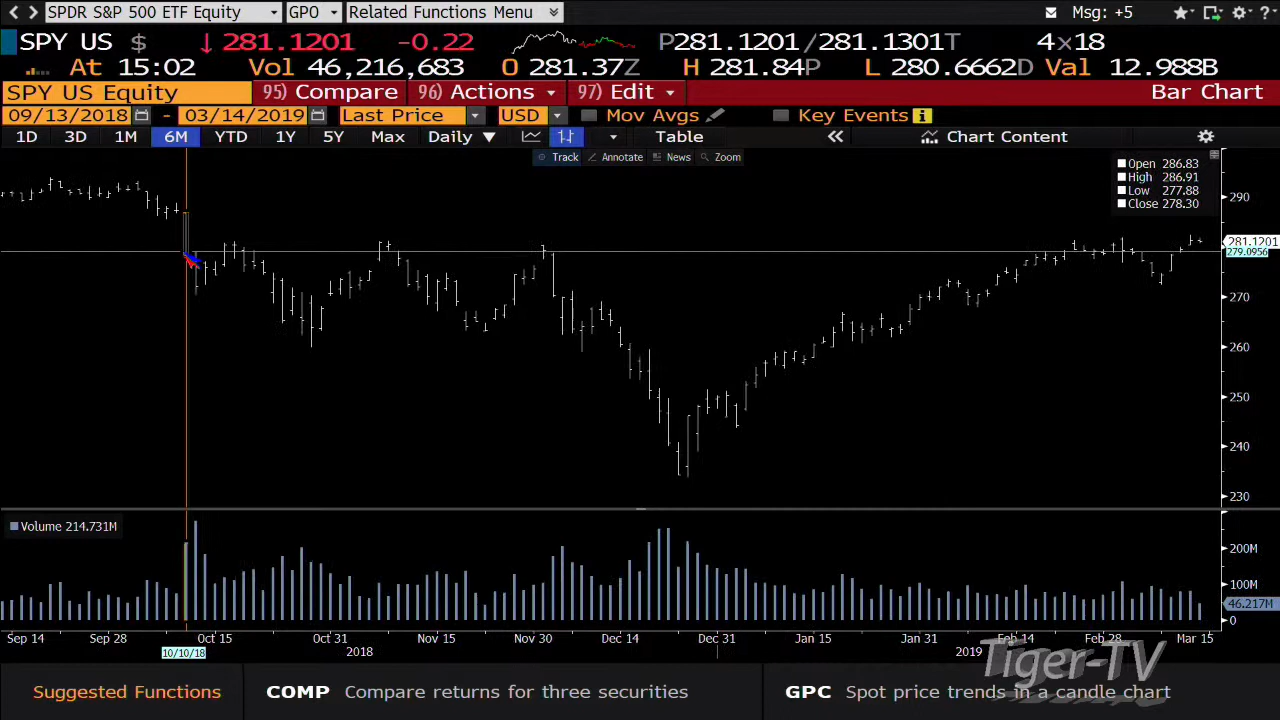 SPDR S&P 500 ETF Equity GPO Related Functions Menu Msg: +5 ?
SPY US $ ↓ 281.1201 -0.22 P281.1201/281.1301T 4x18
At 15:02 Vol 46,216,683 O 281.37Z H 281.84P L 280.6662D Val 12.988B
SPY US Equity 95) Compare 96) Actions 97) Edit Bar Chart
09/13/2018 - 03/14/2019 Last Price USD Mov Avgs Key Events i
1D 3D 1M 6M YTD 1Y 5Y Max Daily ▼ Table « Chart Content
Track Annotate News Zoom
Open 286.83
High 286.91
Low 277.88
Close 278.30
290
281.1201
279.0956
270
260
250
240
230
Volume 214.731M
200M
100M
46.217M
0
Sep 14 Sep 28 Oct 15 Oct 31 Nov 15 Nov 30 Dec 14 Dec 31 Jan 15 Jan 31 Feb 14 Feb 28 Mar 15
10/10/18 2018 2019
Tiger-TV
Suggested Functions COMP Compare returns for three securities GPC Spot price trends in a candle chart